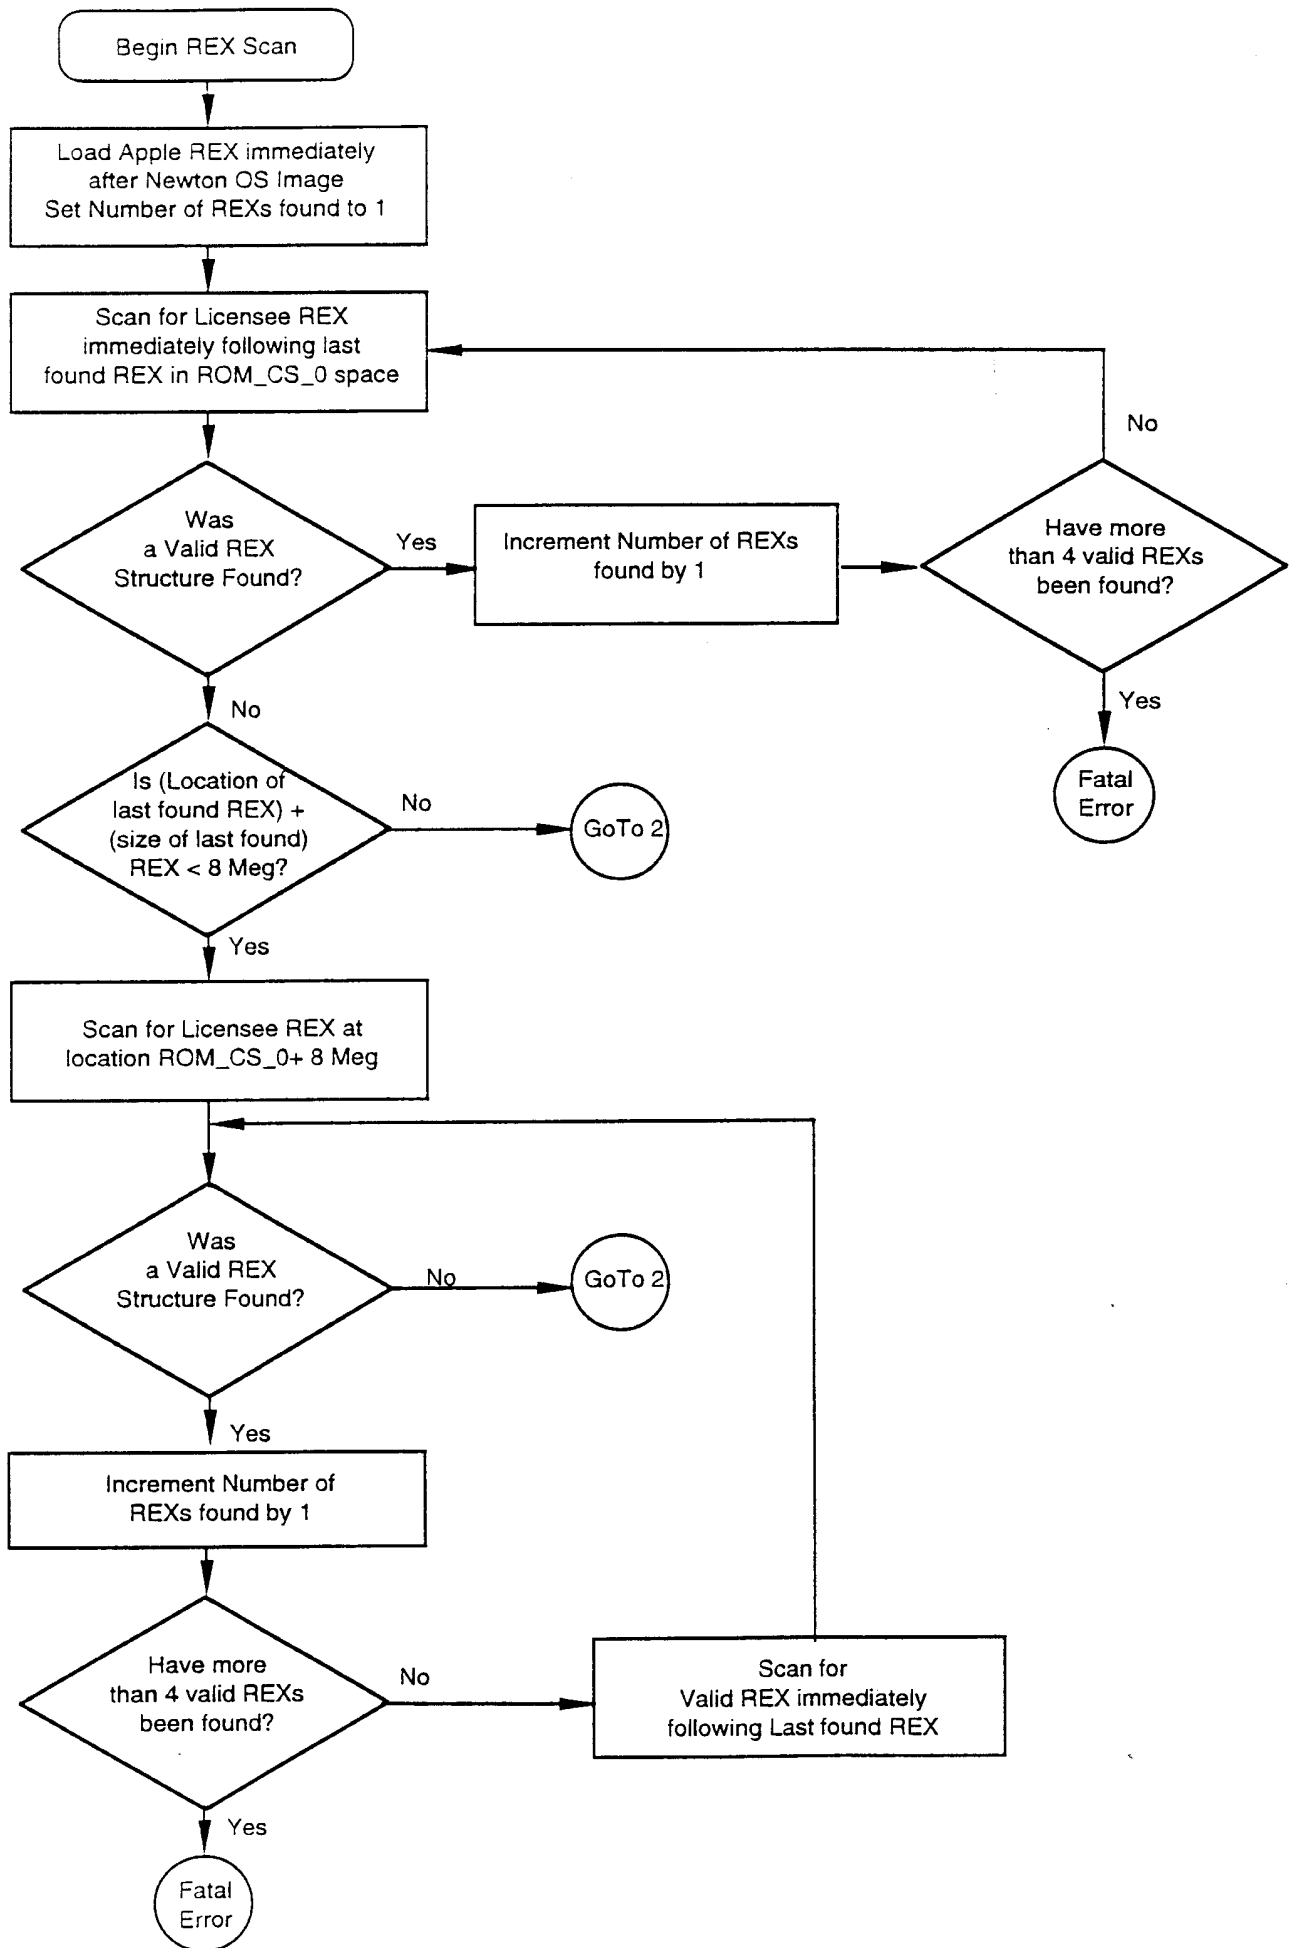 Begin REX Scan
Load Apple REX immediately
after Newton OS Image
Set Number of REXs found to 1
Scan for Licensee REX
immediately following last
found REX in ROM_CS_0 space
No
Was
a Valid REX
Structure Found?
Yes
Increment Number of REXs
found by 1
Have more
than 4 valid REXs
been found?
No
Yes
Is (Location of
last found REX) +
(size of last found)
REX < 8 Meg?
No
GoTo 2
Fatal
Error
Yes
Scan for Licensee REX at
location ROM_CS_0+ 8 Meg
Was
a Valid REX
Structure Found?
No
GoTo 2
Yes
Increment Number of
REXs found by 1
Have more
than 4 valid REXs
been found?
No
Scan for
Valid REX immediately
following Last found REX
Yes
Fatal
Error